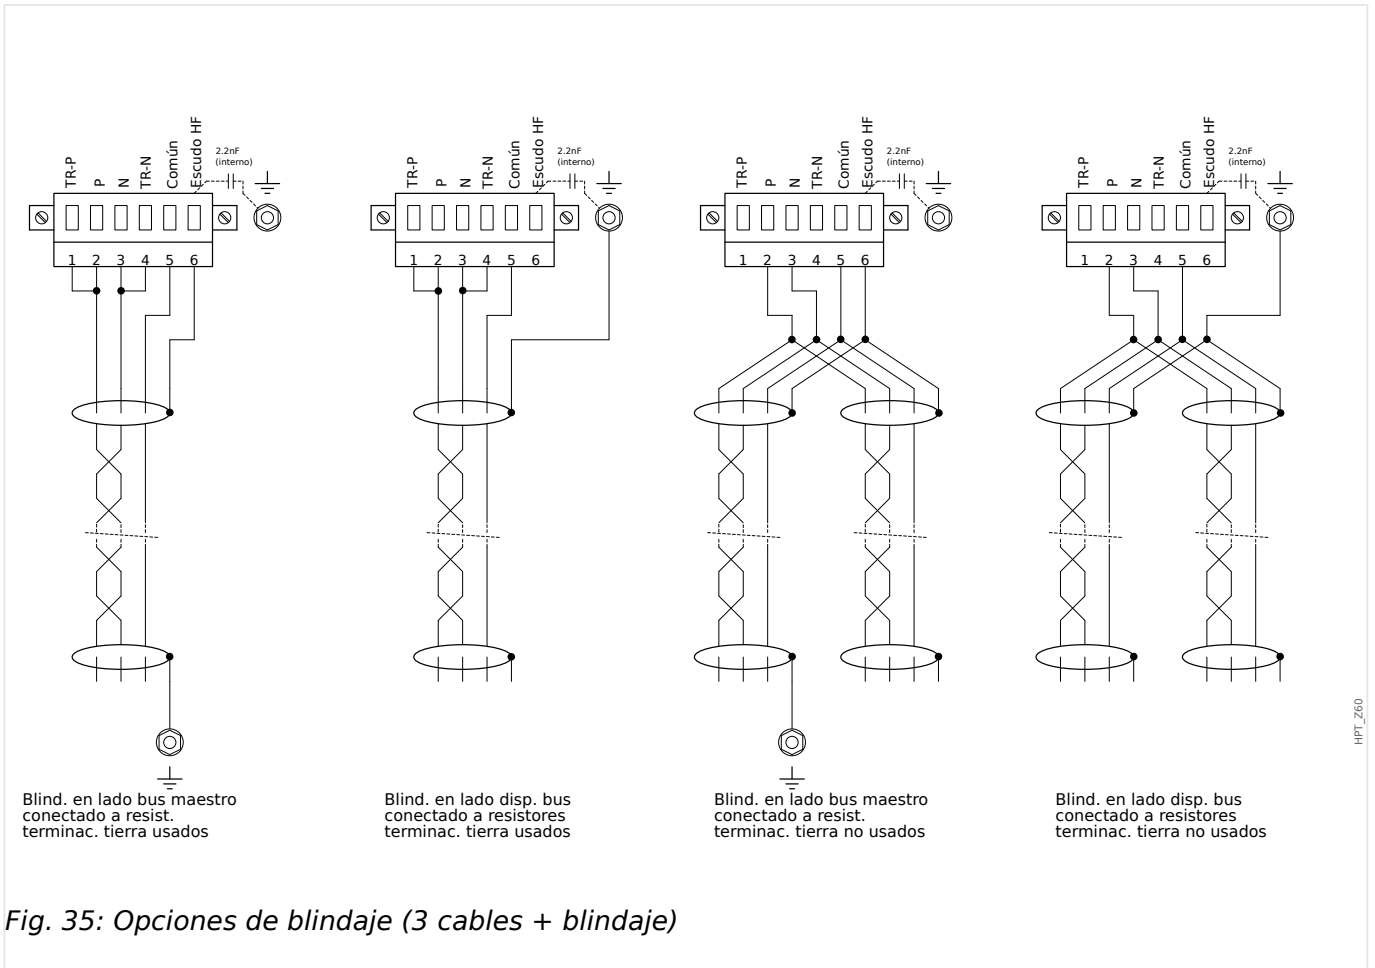 TR-P P N TR-N Común Escudo HF 2.2nF
(interno)
1 2 3 4 5 6
TR-P P N TR-N Común Escudo HF 2.2nF
(interno)
1 2 3 4 5 6
TR-P P N TR-N Común Escudo HF 2.2nF
(interno)
1 2 3 4 5 6
TR-P P N TR-N Común Escudo HF 2.2nF
(interno)
1 2 3 4 5 6
HPT_Z60
Blind. en lado bus maestro
conectado a resist.
terminac. tierra usados
Blind. en lado disp. bus
conectado a resistores
terminac. tierra usados
Blind. en lado bus maestro
conectado a resist.
terminac. tierra no usados
Blind. en lado disp. bus
conectado a resistores
terminac. tierra no usados
Fig. 35: Opciones de blindaje (3 cables + blindaje)